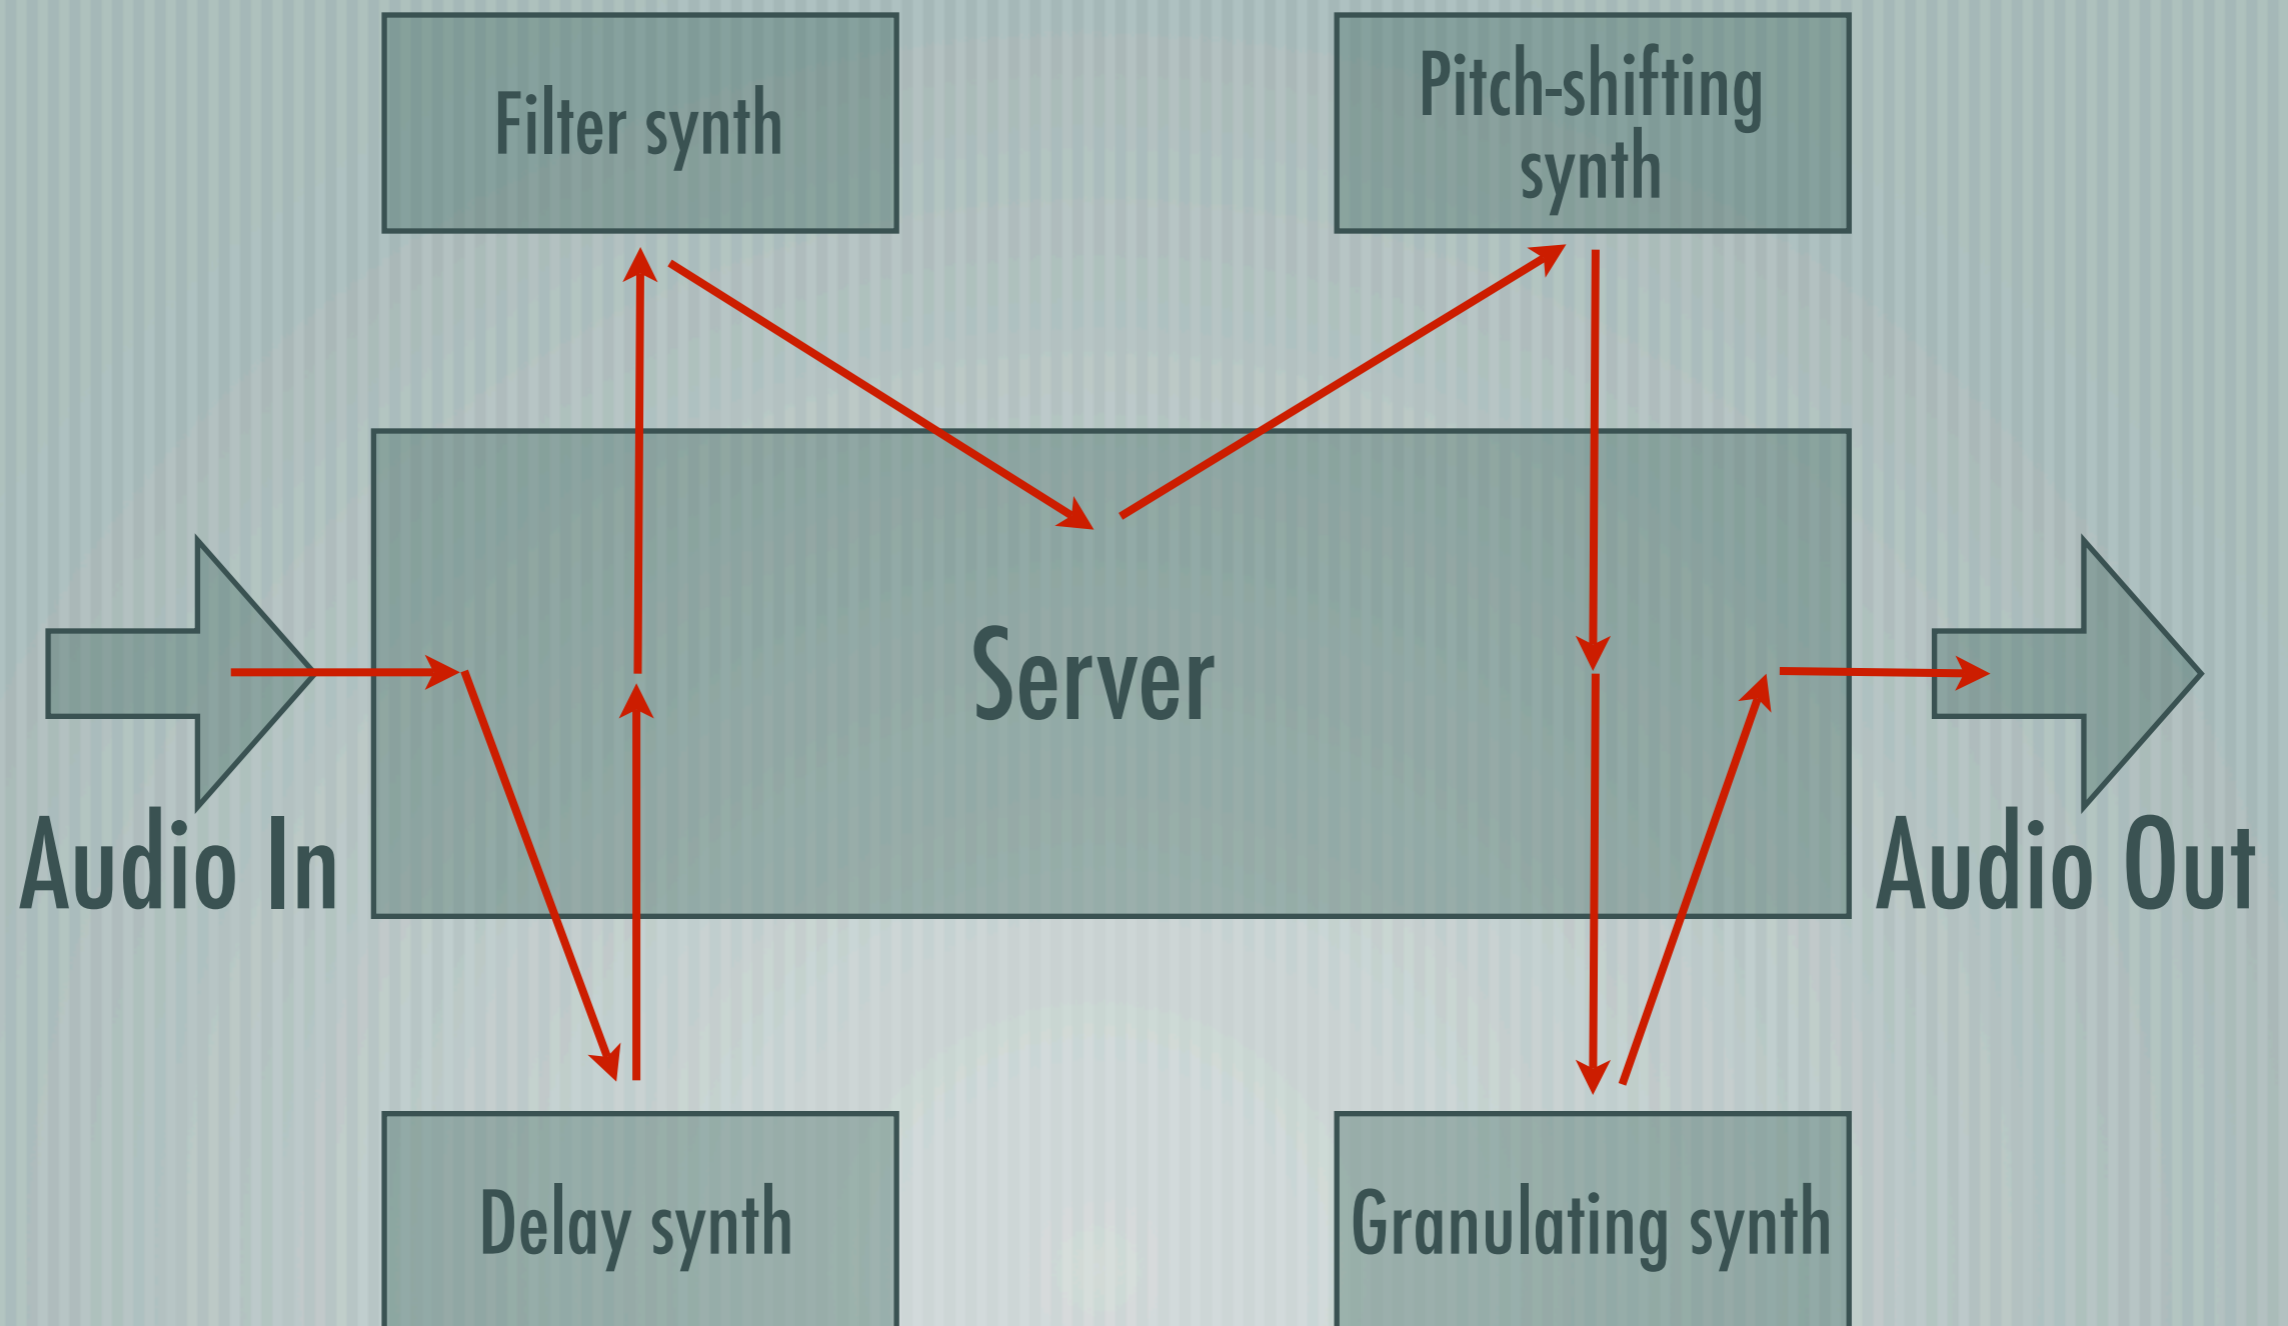 Filter synth
Pitch-shifting
synth
Server
Audio In
Audio Out
Delay synth
Granulating synth